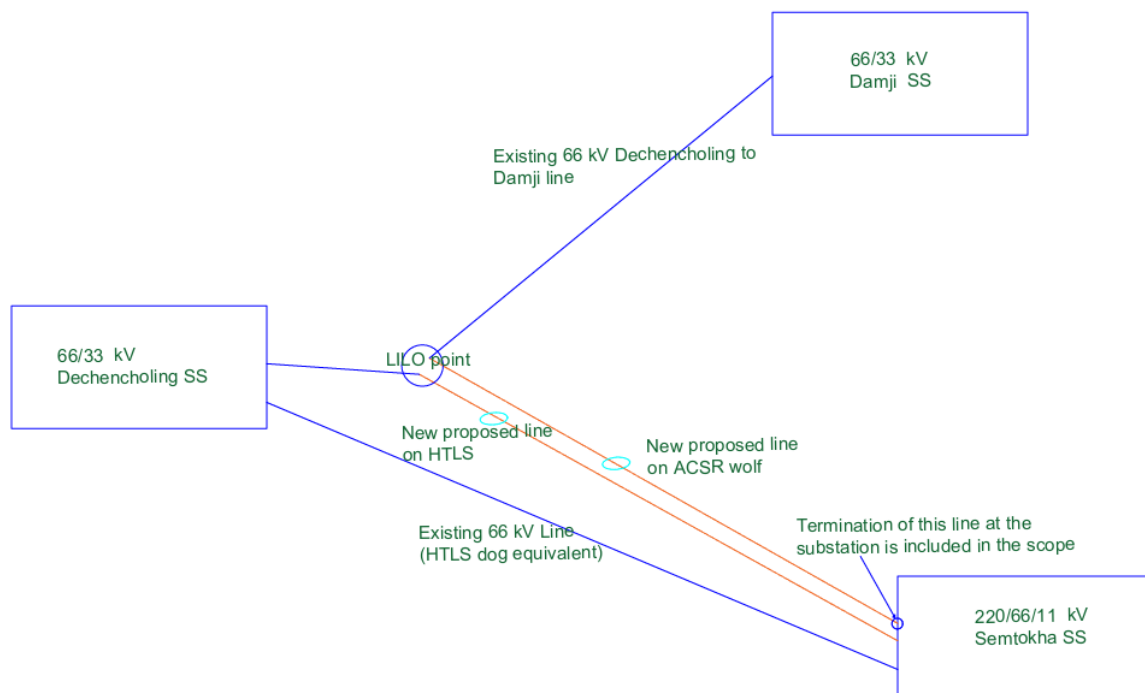 66/33 kV
Damji SS
Existing 66 kV Dechencholing to
Damji line
66/33 kV
Dechencholing SS
LILO point
New proposed line
on HTLS
New proposed line
on ACSR wolf
Existing 66 kV Line
(HTLS dog equivalent)
Termination of this line at the
substation is included in the scope
220/66/11 kV
Semtokha SS